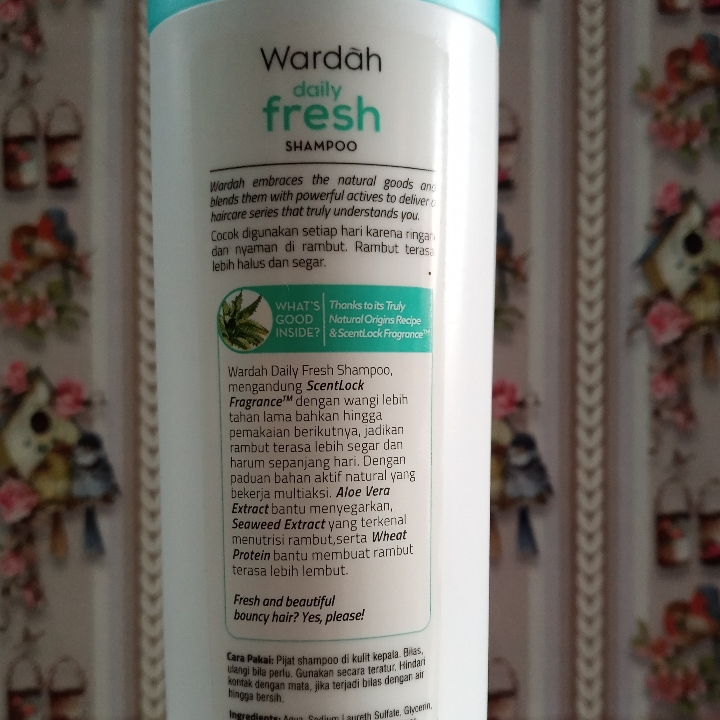 Wardah
daily
fresh
SHAMPOO
Wardah embraces the natural goods and
blends them with powerful actives to deliver a
haircare series that truly understands you.
Cocok digunakan setiap hari karena ringan
dan nyaman di rambut. Rambut terasa
lebih halus dan segar.
WHAT'S
GOOD
INSIDE?
Thanks to its Truly
Natural Origins Recipe
& ScentLock Fragrance™
Wardah Daily Fresh Shampoo,
mengandung ScentLock
Fragrance™ dengan wangi lebih
tahan lama bahkan hingga
pemakaian berikutnya, jadikan
rambut terasa lebih segar dan
harum sepanjang hari. Dengan
paduan bahan aktif natural yang
bekerja multiaksi. Aloe Vera
Extract bantu menyegarkan,
Seaweed Extract yang terkenal
menutrisi rambut,serta Wheat
Protein bantu membuat rambut
terasa lebih lembut.
Fresh and beautiful
bouncy hair? Yes, please!
Cara Pakai: Pijat shampoo di kulit kepala. Bilas,
ulangi bila perlu. Gunakan secara teratur. Hindari
kontak dengan mata, jika terjadi bilas dengan air
hingga bersih.
Ingredients: Aqua, Sodium Laureth Sulfate, Glycerin,